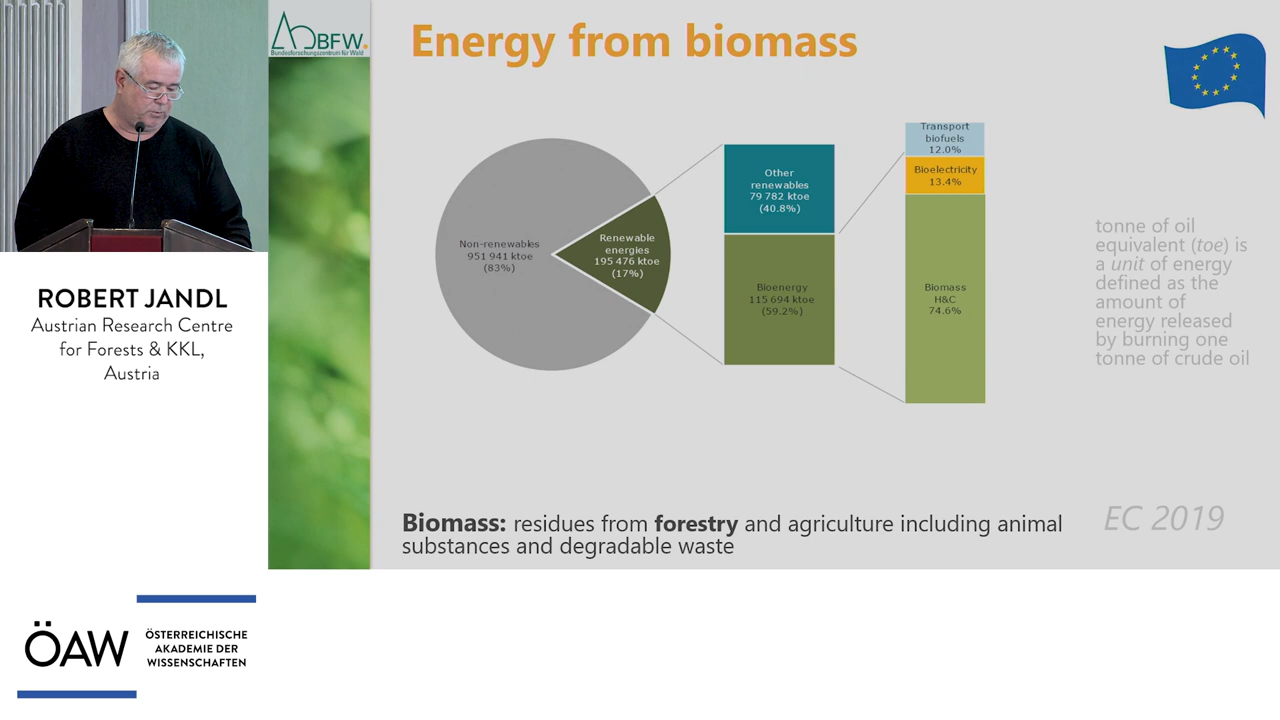 BFW.
Bundesforschungszentrum für Wald
Energy from biomass
Non-renewables
951 941 ktoe
(83%)
Renewable
energies
195 476 ktoe
(17%)
Other
renewables
79 782 ktoe
(40.8%)
Bioenergy
115 694 ktoe
(59.2%)
Transport
biofuels
12.0%
Bioelectricity
13.4%
Biomass
H&C
74.6%
tonne of oil
equivalent (toe) is
a unit of energy
defined as the
amount of
energy released
by burning one
tonne of crude oil
Biomass: residues from forestry and agriculture including animal
substances and degradable waste
EC 2019
ROBERT JANDL
Austrian Research Centre
for Forests & KKL,
Austria
ÖAW
ÖSTERREICHISCHE
AKADEMIE DER
WISSENSCHAFTEN